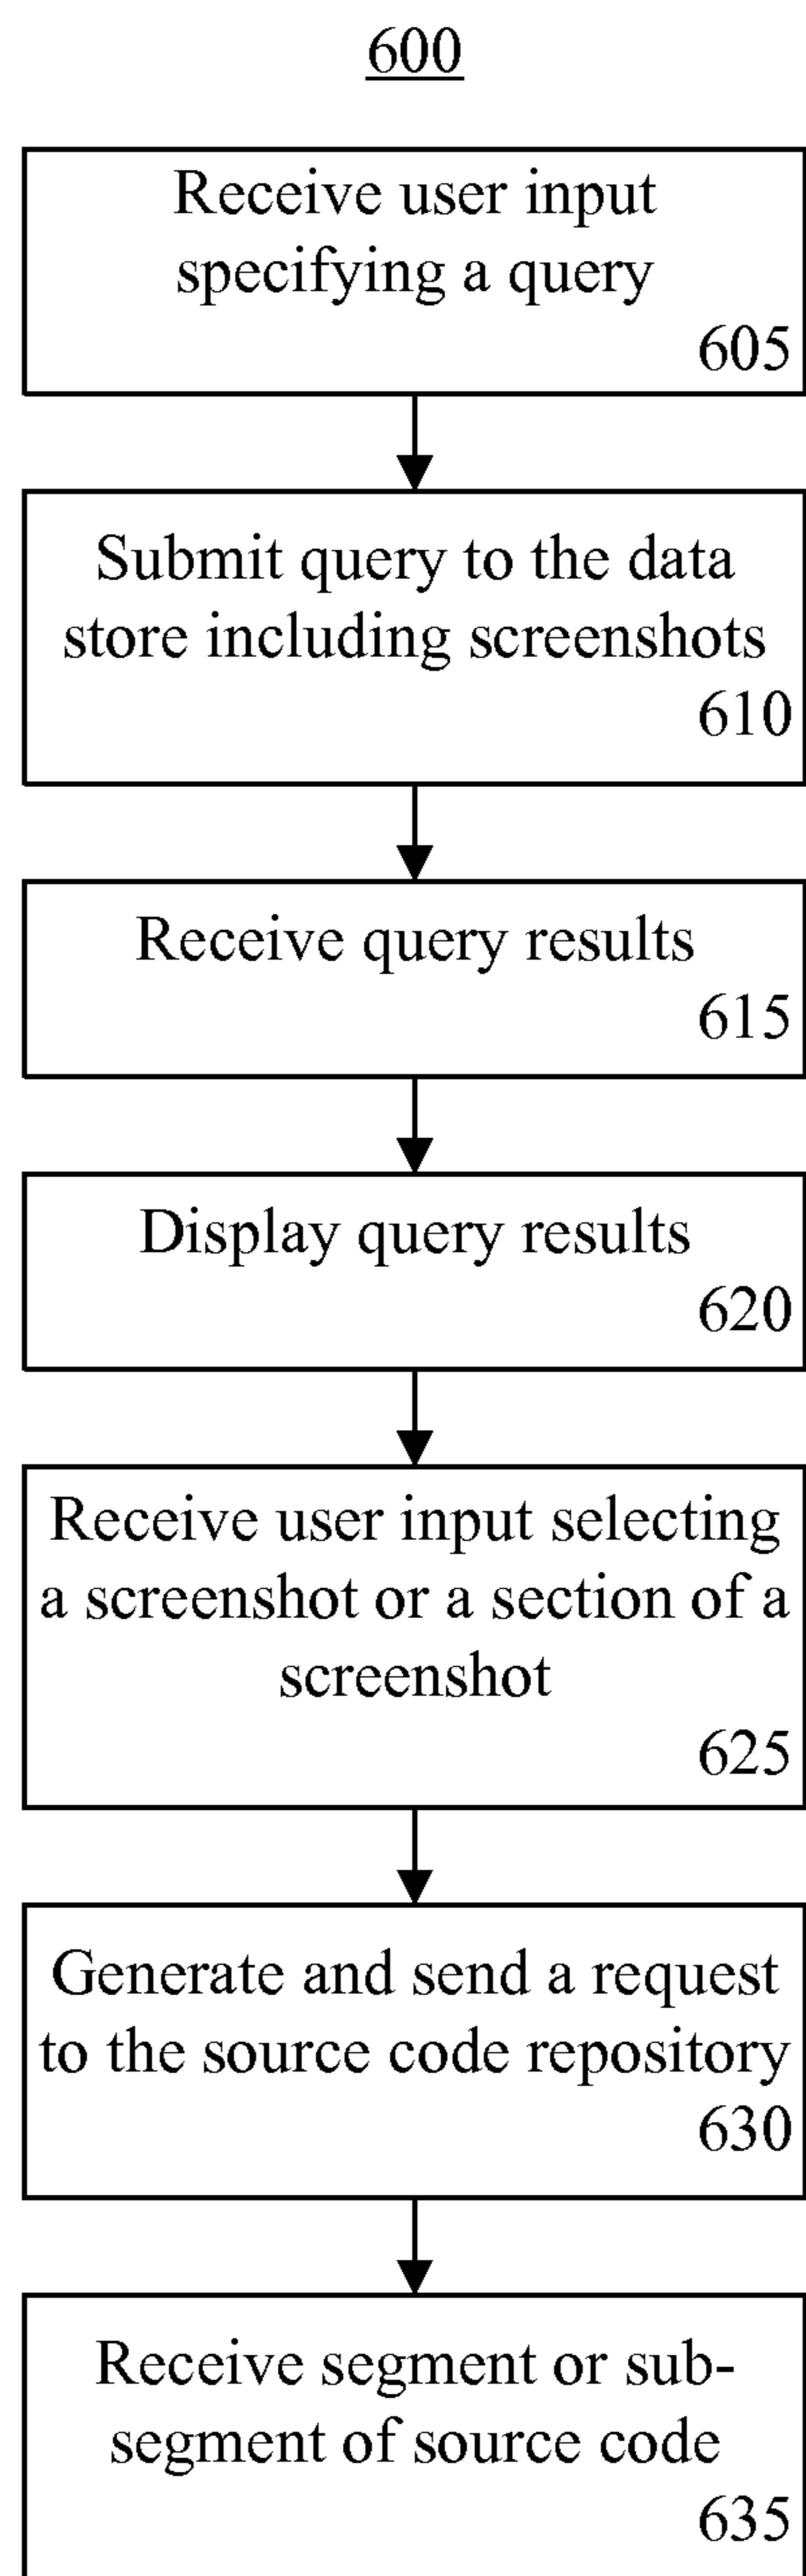 600
Receive user input
specifying a query
605
Submit query to the data
store including screenshots
610
Receive query results
615
Display query results
620
Receive user input selecting
a screenshot or a section of a
screenshot
625
Generate and send a request
to the source code repository
630
Receive segment or sub-
segment of source code
635